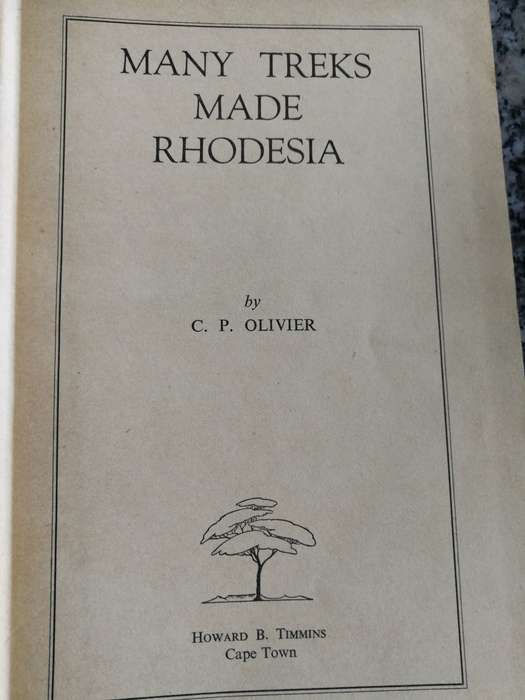 MANY TREKS
MADE
RHODESIA
by
C. P. OLIVIER
HOWARD B. TIMMINS
Cape Town